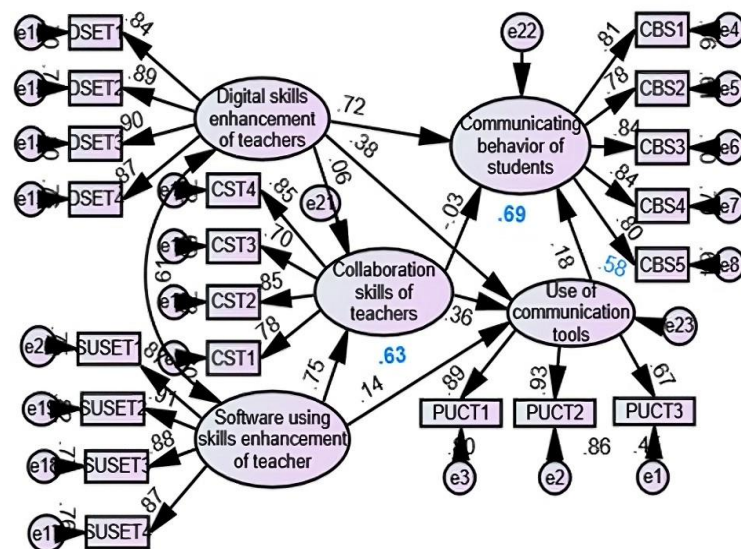 DSET1
.84
DSET2
.89
DSET3
.90
DSET4
.87
Digital skills
enhancement
of teachers
.72
.38
.06
e21
e22
Communicating
behavior of
students
.69
.81
CBS1
e4
.78
CBS2
e5
.84
CBS3
e6
.84
CBS4
e7
.80
CBS5
e8
CST4
.85
CST3
.70
CST2
.85
CST1
.78
Collaboration
skills of
teachers
.63
-.03
.36
.18
.58
Use of
communication
tools
e23
.61
.75
.14
SUSET1
SUSET2
.91
SUSET3
.88
SUSET4
.87
.76
Software using
skills enhancement
of teacher
.89
.93
.67
PUCT1
PUCT2
PUCT3
.80
.86
e3
e2
e1